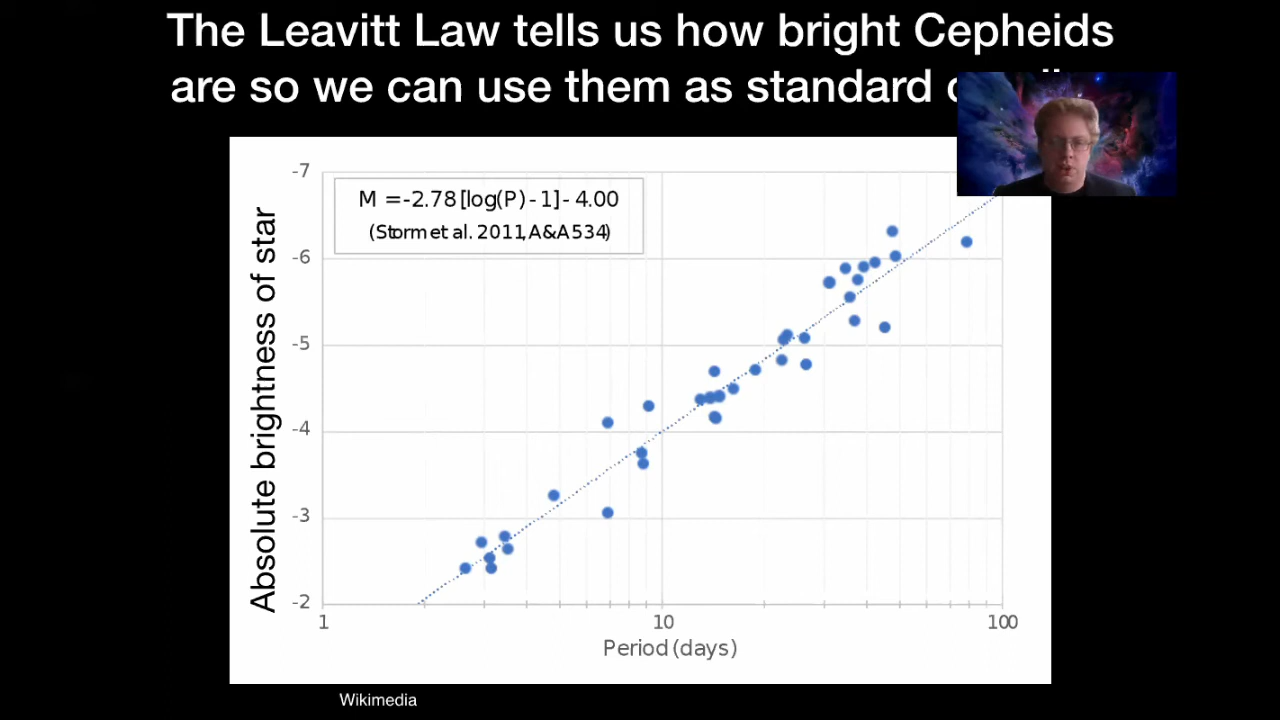 The Leavitt Law tells us how bright Cepheids
are so we can use them as standard
M =-2.78[log(P)-1]-4.00
(Storm et al. 2011,A&A534)
-7
-6
-5
-4
-3
-2
Absolute brightness of star
1
10
100
Period (days)
Wikimedia